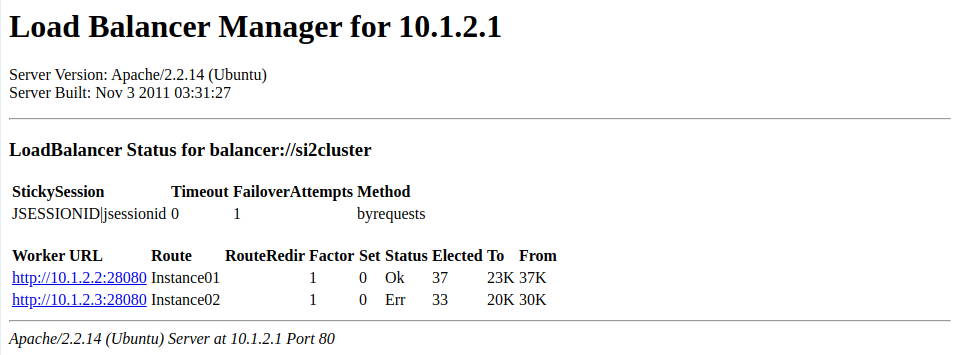 Load Balancer Manager for 10.1.2.1
Server Version: Apache/2.2.14 (Ubuntu)
Server Built: Nov 3 2011 03:31:27
LoadBalancer Status for balancer://si2cluster
StickySession Timeout FailoverAttempts Method
JSESSIONID|jsessionid 0 1 byrequests
Worker URL Route RouteRedir Factor Set Status Elected To From
http://10.1.2.2:28080 Instance01 1 0 Ok 37 23K 37K
http://10.1.2.3:28080 Instance02 1 0 Err 33 20K 30K
Apache/2.2.14 (Ubuntu) Server at 10.1.2.1 Port 80